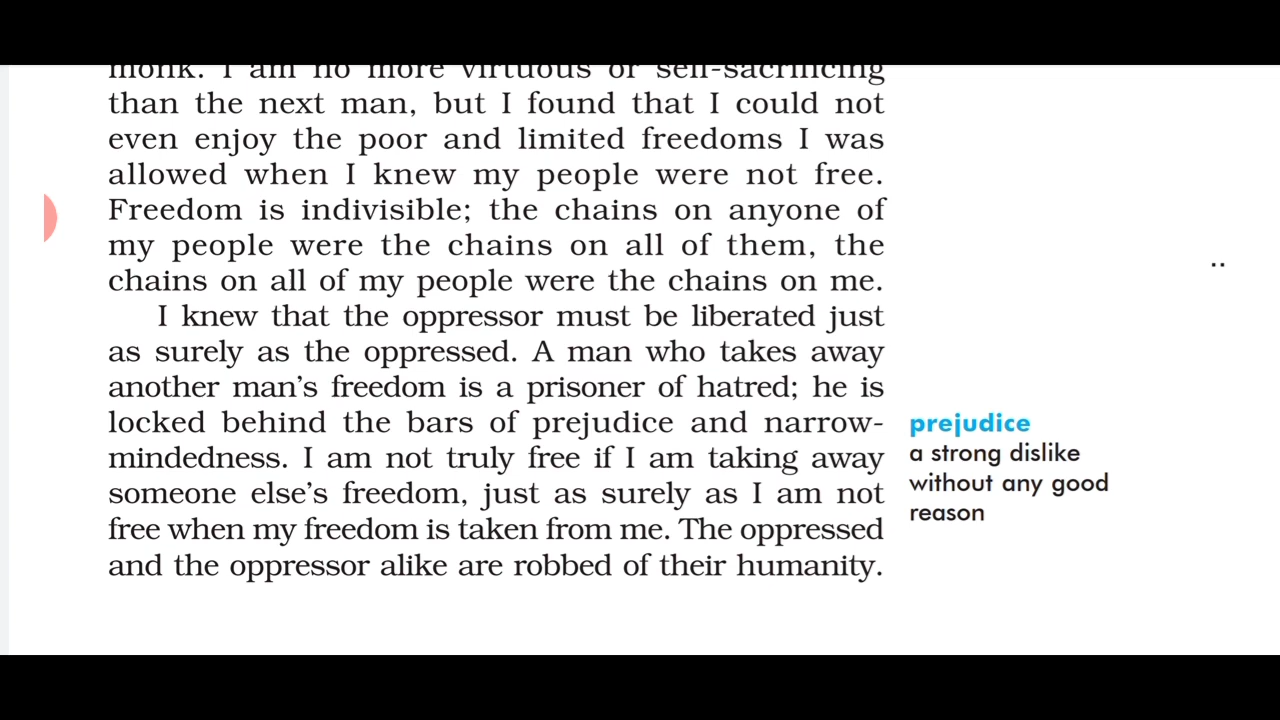 monk. I am no more virtuous or self-sacrificing
than the next man, but I found that I could not
even enjoy the poor and limited freedoms I was
allowed when I knew my people were not free.
Freedom is indivisible; the chains on anyone of
my people were the chains on all of them, the
chains on all of my people were the chains on me.
I knew that the oppressor must be liberated just
as surely as the oppressed. A man who takes away
another man’s freedom is a prisoner of hatred; he is
locked behind the bars of prejudice and narrow-
mindedness. I am not truly free if I am taking away
someone else’s freedom, just as surely as I am not
free when my freedom is taken from me. The oppressed
and the oppressor alike are robbed of their humanity.
prejudice
a strong dislike
without any good
reason